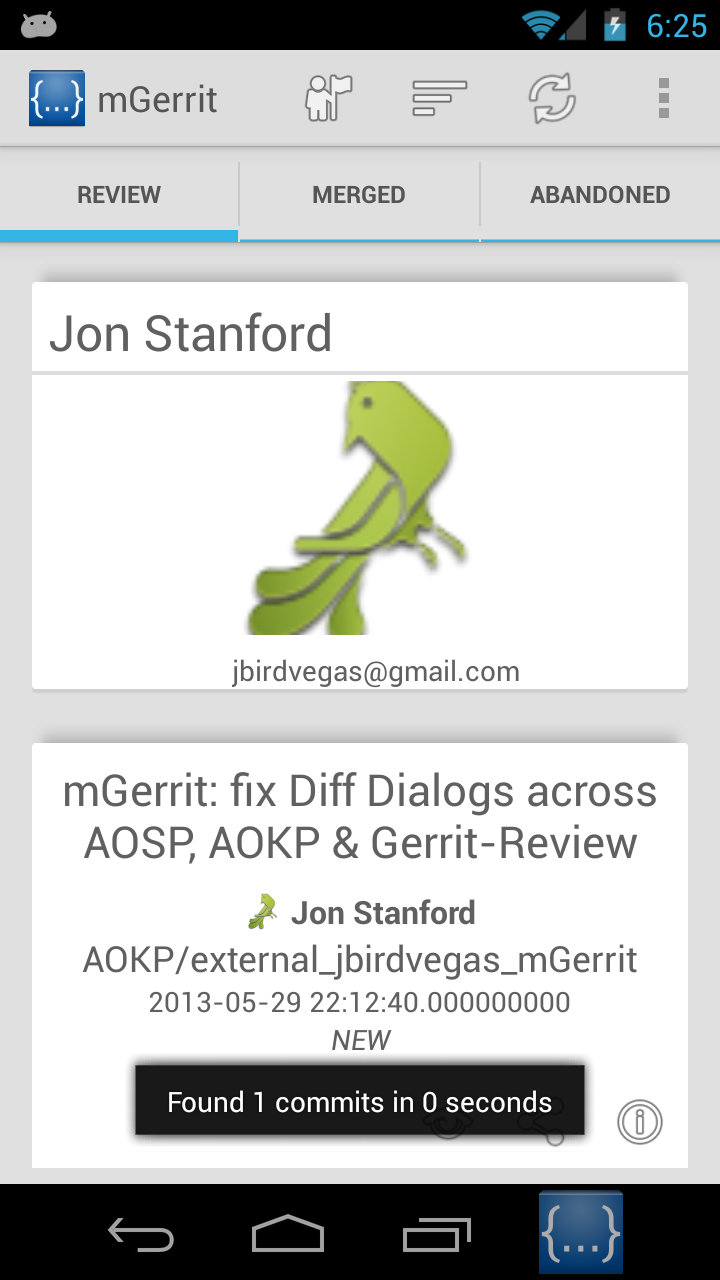 6:25
{...} mGerrit
REVIEW MERGED ABANDONED
Jon Stanford
jbirdvegas@gmail.com
mGerrit: fix Diff Dialogs across
AOSP, AOKP & Gerrit-Review
Jon Stanford
AOKP/external_jbirdvegas_mGerrit
2013-05-29 22:12:40.000000000
NEW
Found 1 commits in 0 seconds
{...}